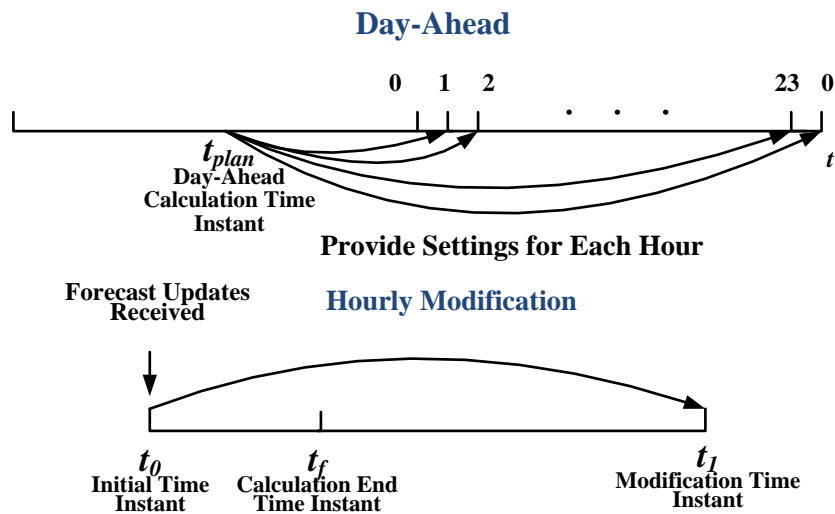 Day-Ahead
0 1 2 . . . 23 0
t
t_plan
Day-Ahead
Calculation Time
Instant
Provide Settings for Each Hour
Forecast Updates
Received
Hourly Modification
t_0 t_f t_1
Initial Time
Instant
Calculation End
Time Instant
Modification Time
Instant